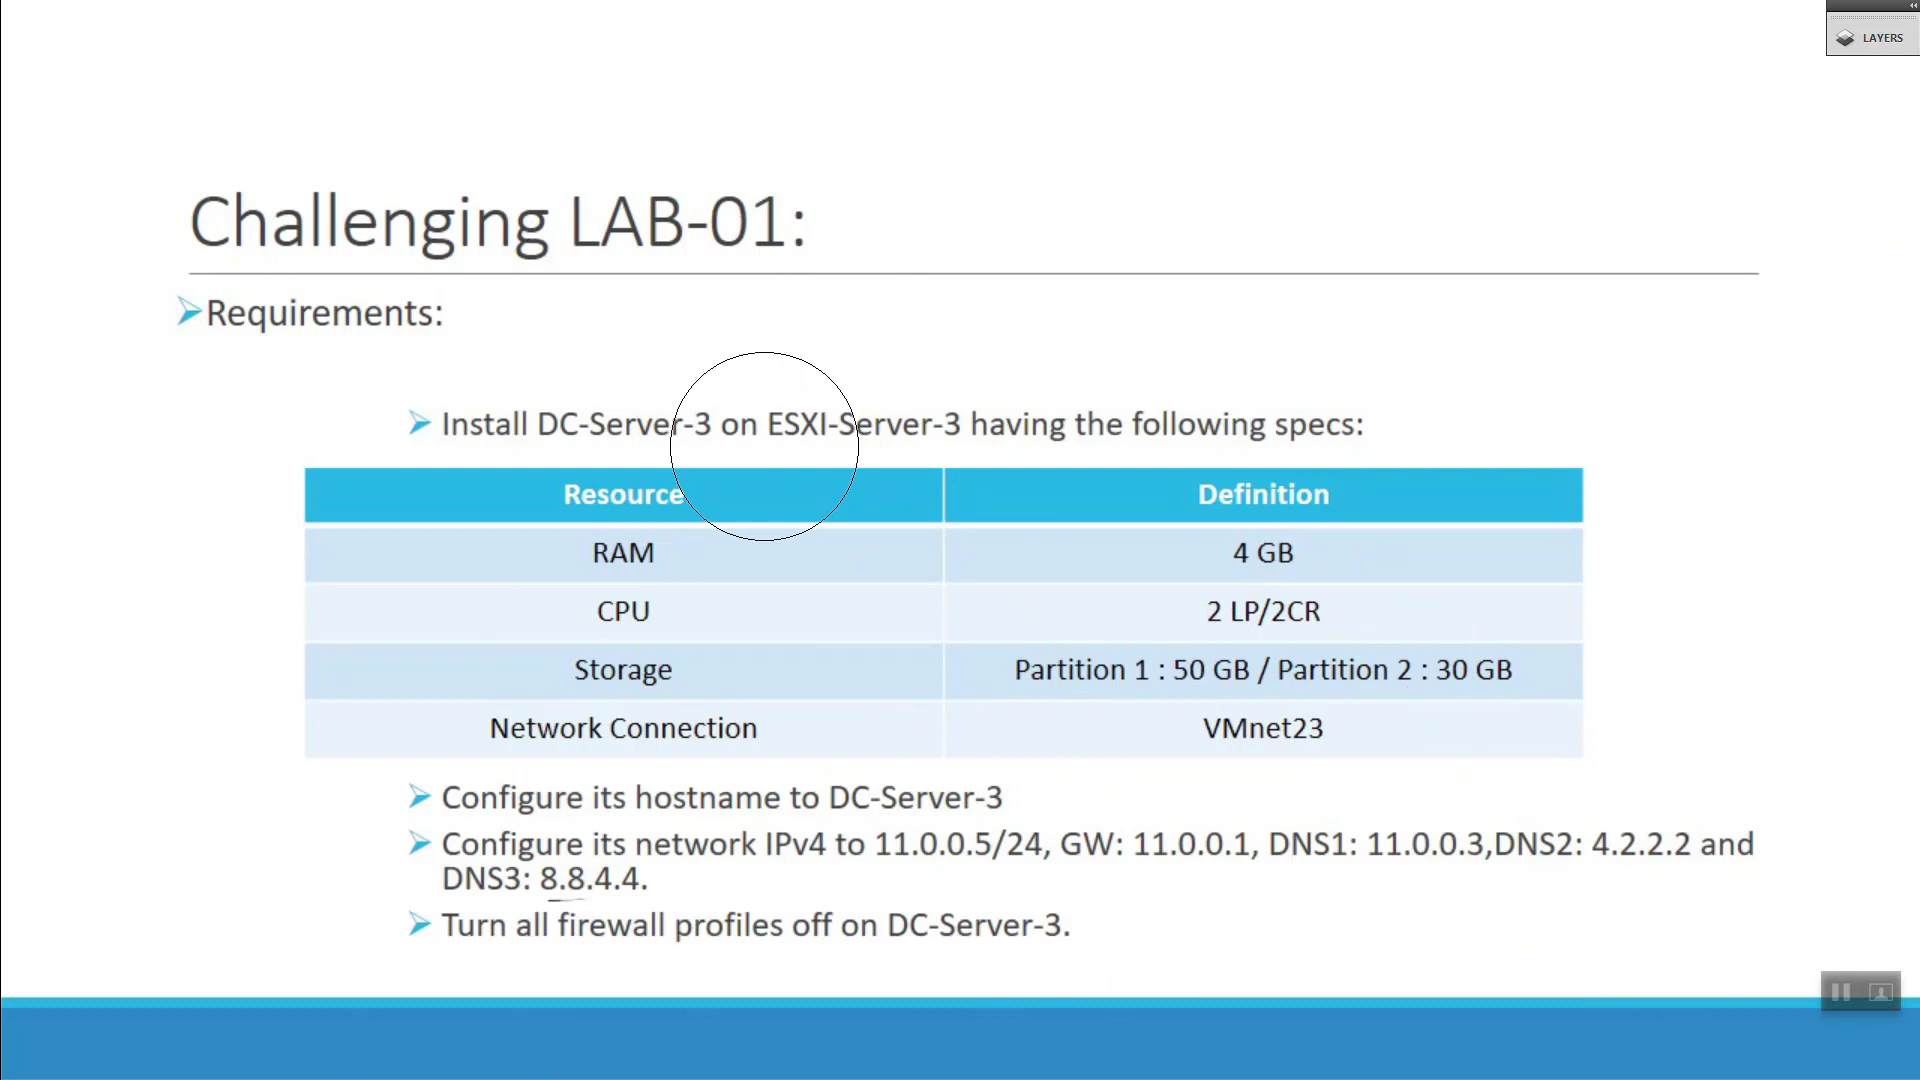 LAYERS
Challenging LAB-01:
Requirements:
Install DC-Server-3 on ESXI-Server-3 having the following specs:
Resource Definition
RAM 4 GB
CPU 2 LP/2CR
Storage Partition 1 : 50 GB / Partition 2 : 30 GB
Network Connection VMnet23
Configure its hostname to DC-Server-3
Configure its network IPv4 to 11.0.0.5/24, GW: 11.0.0.1, DNS1: 11.0.0.3,DNS2: 4.2.2.2 and
DNS3: 8.8.4.4.
Turn all firewall profiles off on DC-Server-3.